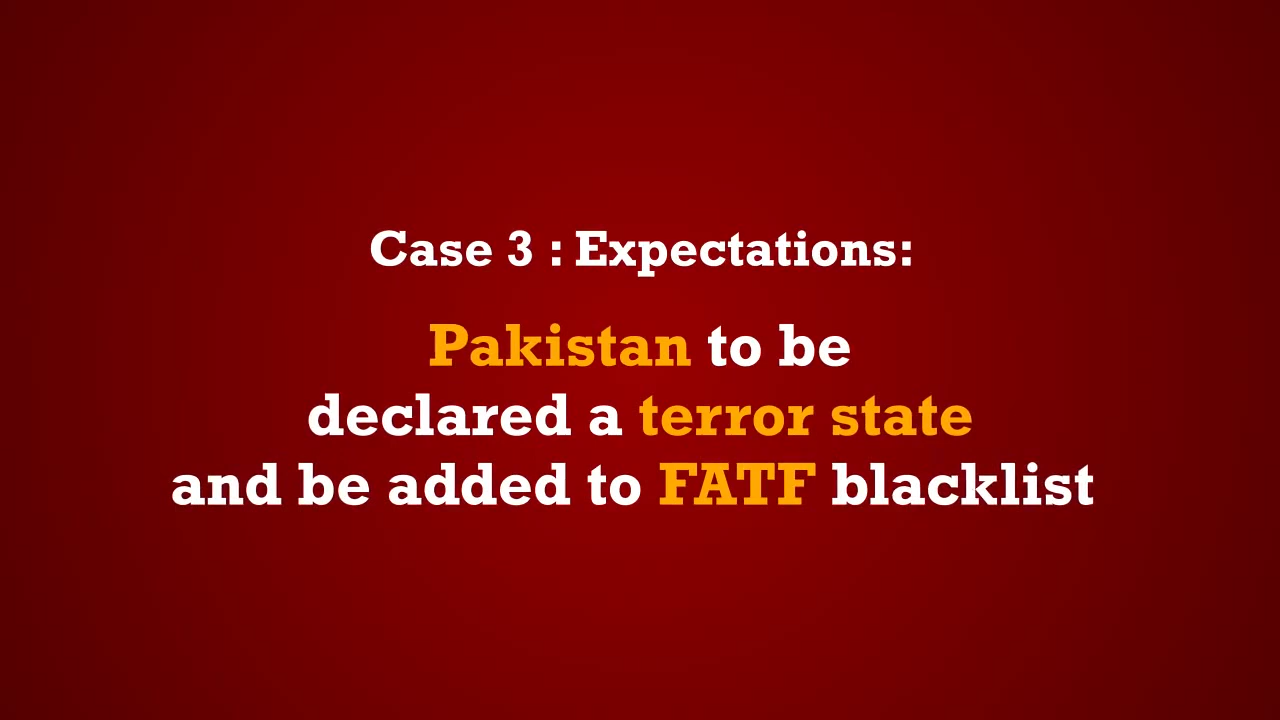 Case 3 : Expectations:
Pakistan to be
declared a terror state
and be added to FATF blacklist